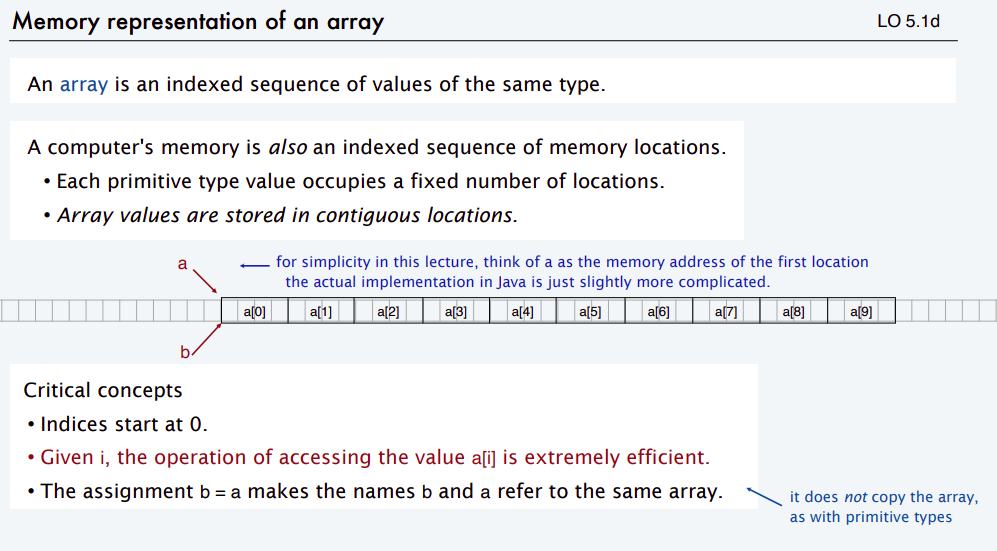 Memory representation of an array
LO 5.1d
An array is an indexed sequence of values of the same type.
A computer's memory is also an indexed sequence of memory locations.
• Each primitive type value occupies a fixed number of locations.
• Array values are stored in contiguous locations.
a
for simplicity in this lecture, think of a as the memory address of the first location
the actual implementation in Java is just slightly more complicated.
a[0] a[1] a[2] a[3] a[4] a[5] a[6] a[7] a[8] a[9]
b
Critical concepts
• Indices start at 0.
• Given i, the operation of accessing the value a[i] is extremely efficient.
• The assignment b = a makes the names b and a refer to the same array.
it does not copy the array,
as with primitive types